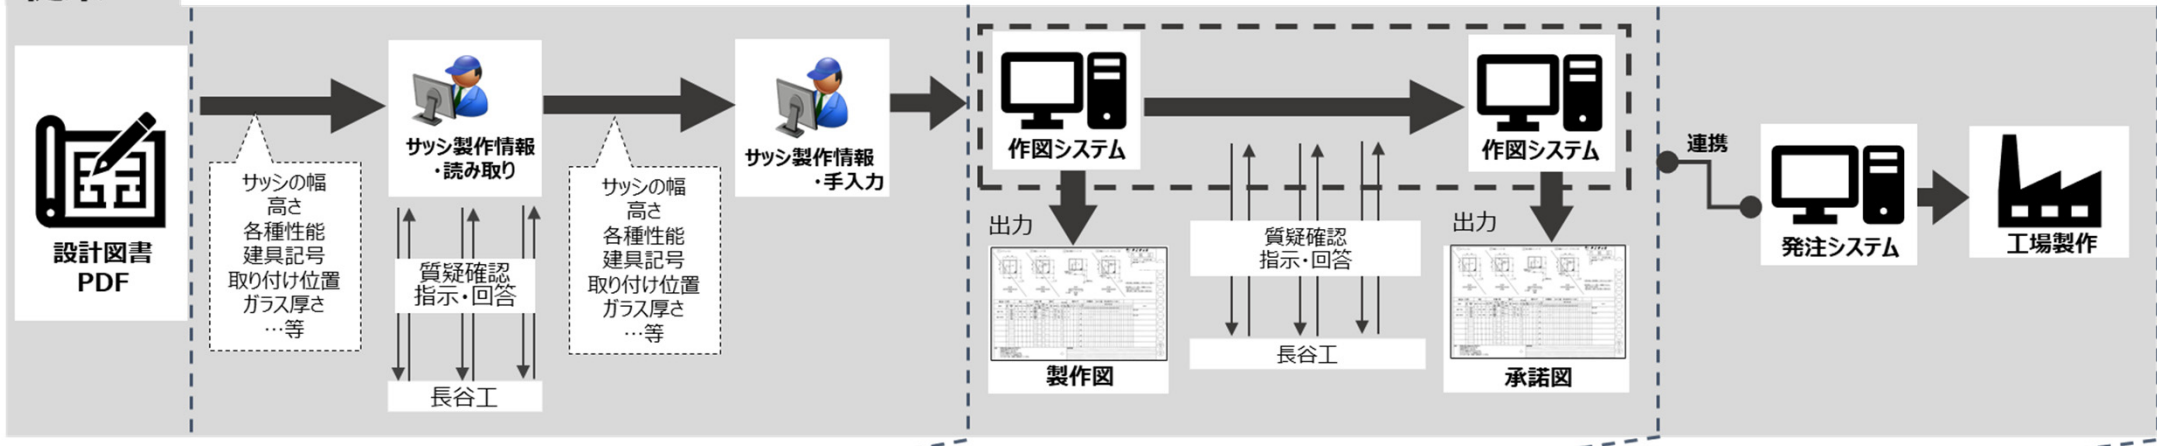 設計図書
PDF
サッシの幅
高さ
各種性能
建具記号
取り付け位置
ガラス厚さ
…等
サッシ製作情報
・読み取り
質疑確認
指示・回答
長谷工
サッシの幅
高さ
各種性能
建具記号
取り付け位置
ガラス厚さ
…等
サッシ製作情報
・手入力
作図システム
出力
製作図
質疑確認
指示・回答
長谷工
作図システム
出力
承諾図
連携
発注システム
工場製作